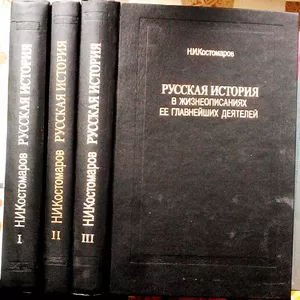 I Н.И.Костомаров РУССКАЯ ИСТОРИЯ
II Н.И.Костомаров РУССКАЯ ИСТОРИЯ
III Н.И.Костомаров РУССКАЯ ИСТОРИЯ
Н.И.Костомаров
РУССКАЯ ИСТОРИЯ
В ЖИЗНЕОПИСАНИЯХ
ЕЕ ГЛАВНЕЙШИХ ДЕЯТЕЛЕЙ